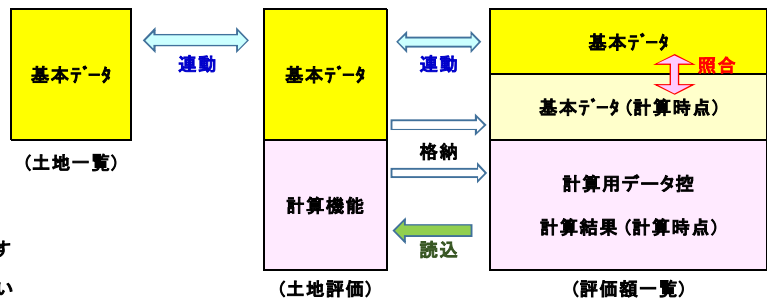 基本データ
連動
基本データ
連動
基本データ
照合
基本データ(計算時点)
格納
(土地一覧)
計算機能
計算用データ控
計算結果(計算時点)
読込
す
い
(土地評価)
(評価額一覧)